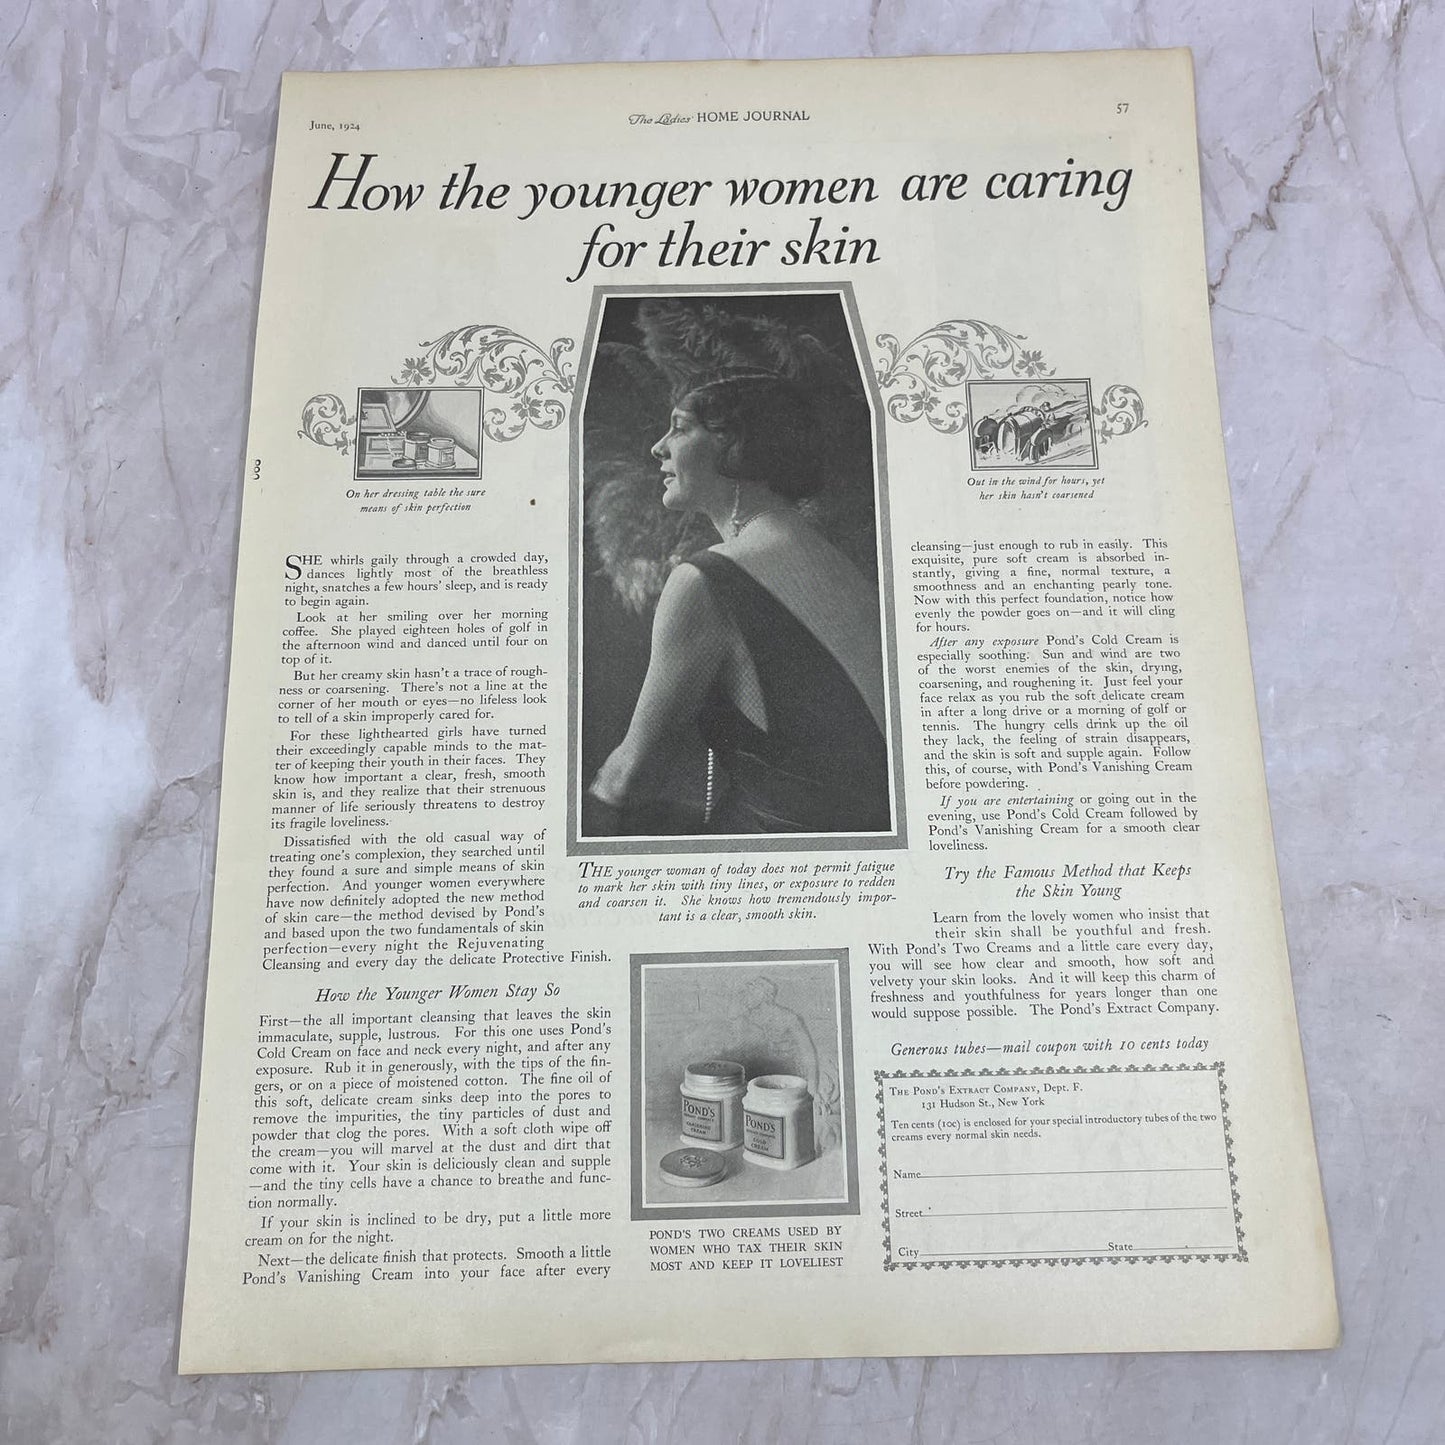 June, 1924
The Ladies' HOME JOURNAL
57
How the younger women are caring
for their skin
On her dressing table the sure
means of skin perfection
Out in the wind for hours, yet
her skin hasn't coarsened
SHE whirls gaily through a crowded day,
dances lightly most of the breathless
night, snatches a few hours' sleep, and is ready
to begin again.
Look at her smiling over her morning
coffee. She played eighteen holes of golf in
the afternoon wind and danced until four on
top of it.
But her creamy skin hasn't a trace of rough-
ness or coarsening. There's not a line at the
corner of her mouth or eyes—no lifeless look
to tell of a skin improperly cared for.
For these lighthearted girls have turned
their exceedingly capable minds to the mat-
ter of keeping their youth in their faces. They
know how important a clear, fresh, smooth
skin is, and they realize that their strenuous
manner of life seriously threatens to destroy
its fragile loveliness.
Dissatisfied with the old casual way of
treating one's complexion, they searched until
they found a sure and simple means of skin
perfection. And younger women everywhere
have now definitely adopted the new method
of skin care—the method devised by Pond's
and based upon the two fundamentals of skin
perfection—every night the Rejuvenating
Cleansing and every day the delicate Protective Finish.
How the Younger Women Stay So
First—the all important cleansing that leaves the skin
immaculate, supple, lustrous. For this one uses Pond's
Cold Cream on face and neck every night, and after any
exposure. Rub it in generously, with the tips of the fin-
gers, or on a piece of moistened cotton. The fine oil of
this soft, delicate cream sinks deep into the pores to
remove the impurities, the tiny particles of dust and
powder that clog the pores. With a soft cloth wipe off
the cream—you will marvel at the dust and dirt that
come with it. Your skin is deliciously clean and supple
—and the tiny cells have a chance to breathe and func-
tion normally.
If your skin is inclined to be dry, put a little more
cream on for the night.
Next—the delicate finish that protects. Smooth a little
Pond's Vanishing Cream into your face after every
THE younger woman of today does not permit fatigue
to mark her skin with tiny lines, or exposure to redden
and coarsen it. She knows how tremendously impor-
tant is a clear, smooth skin.
POND'S
VANISHING
CREAM
POND'S
COLD
CREAM
POND'S TWO CREAMS USED BY
WOMEN WHO TAX THEIR SKIN
MOST AND KEEP IT LOVELIEST
cleansing—just enough to rub in easily. This
exquisite, pure soft cream is absorbed in-
stantly, giving a fine, normal texture, a
smoothness and an enchanting pearly tone.
Now with this perfect foundation, notice how
evenly the powder goes on—and it will cling
for hours.
After any exposure Pond's Cold Cream is
especially soothing. Sun and wind are two
of the worst enemies of the skin, drying,
coarsening, and roughening it. Just feel your
face relax as you rub the soft delicate cream
in after a long drive or a morning of golf or
tennis. The hungry cells drink up the oil
they lack, the feeling of strain disappears,
and the skin is soft and supple again. Follow
this, of course, with Pond's Vanishing Cream
before powdering.
If you are entertaining or going out in the
evening, use Pond's Cold Cream followed by
Pond's Vanishing Cream for a smooth clear
loveliness.
Try the Famous Method that Keeps
the Skin Young
Learn from the lovely women who insist that
their skin shall be youthful and fresh.
With Pond's Two Creams and a little care every day,
you will see how clear and smooth, how soft and
velvety your skin looks. And it will keep this charm of
freshness and youthfulness for years longer than one
would suppose possible. The Pond's Extract Company.
Generous tubes—mail coupon with 10 cents today
THE POND'S EXTRACT COMPANY, Dept. F.
131 Hudson St., New York
Ten cents (10c) is enclosed for your special introductory tubes of the two
creams every normal skin needs.
Name
Street
City State